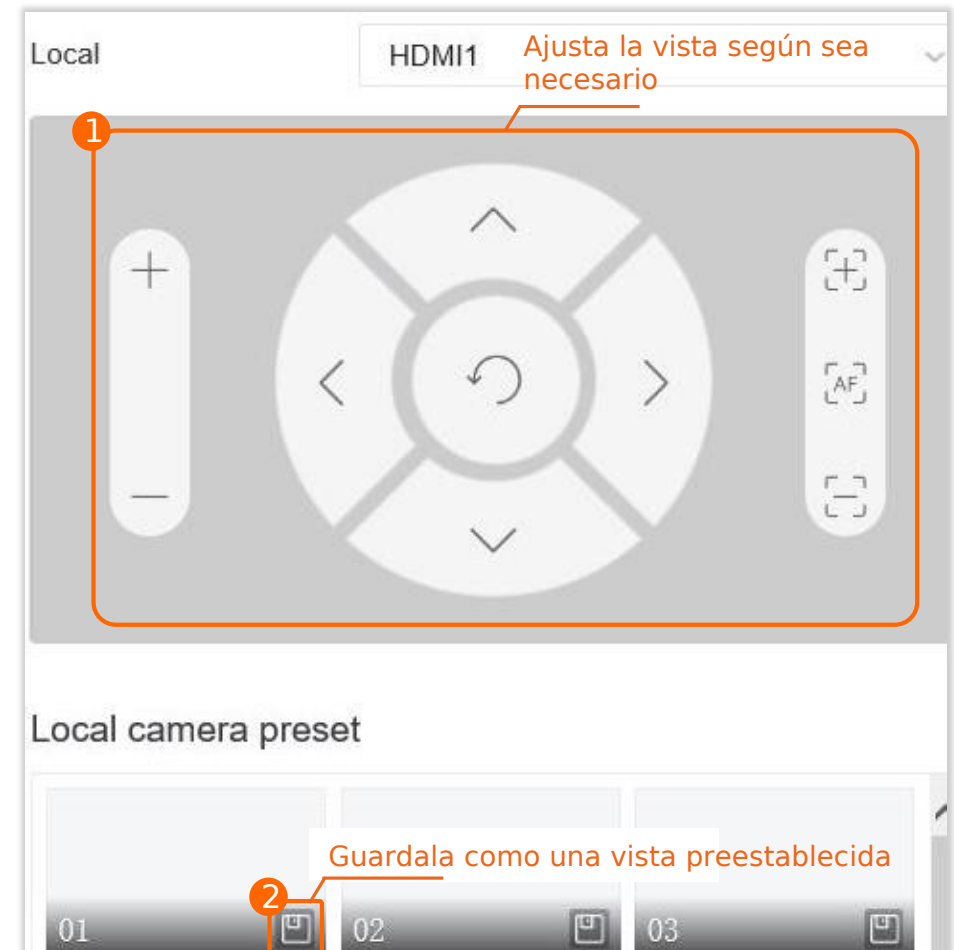 Local
HDMI1
Ajusta la vista según sea
necesario
1
AF
Local camera preset
Guardala como una vista preestablecida
2
01
02
03